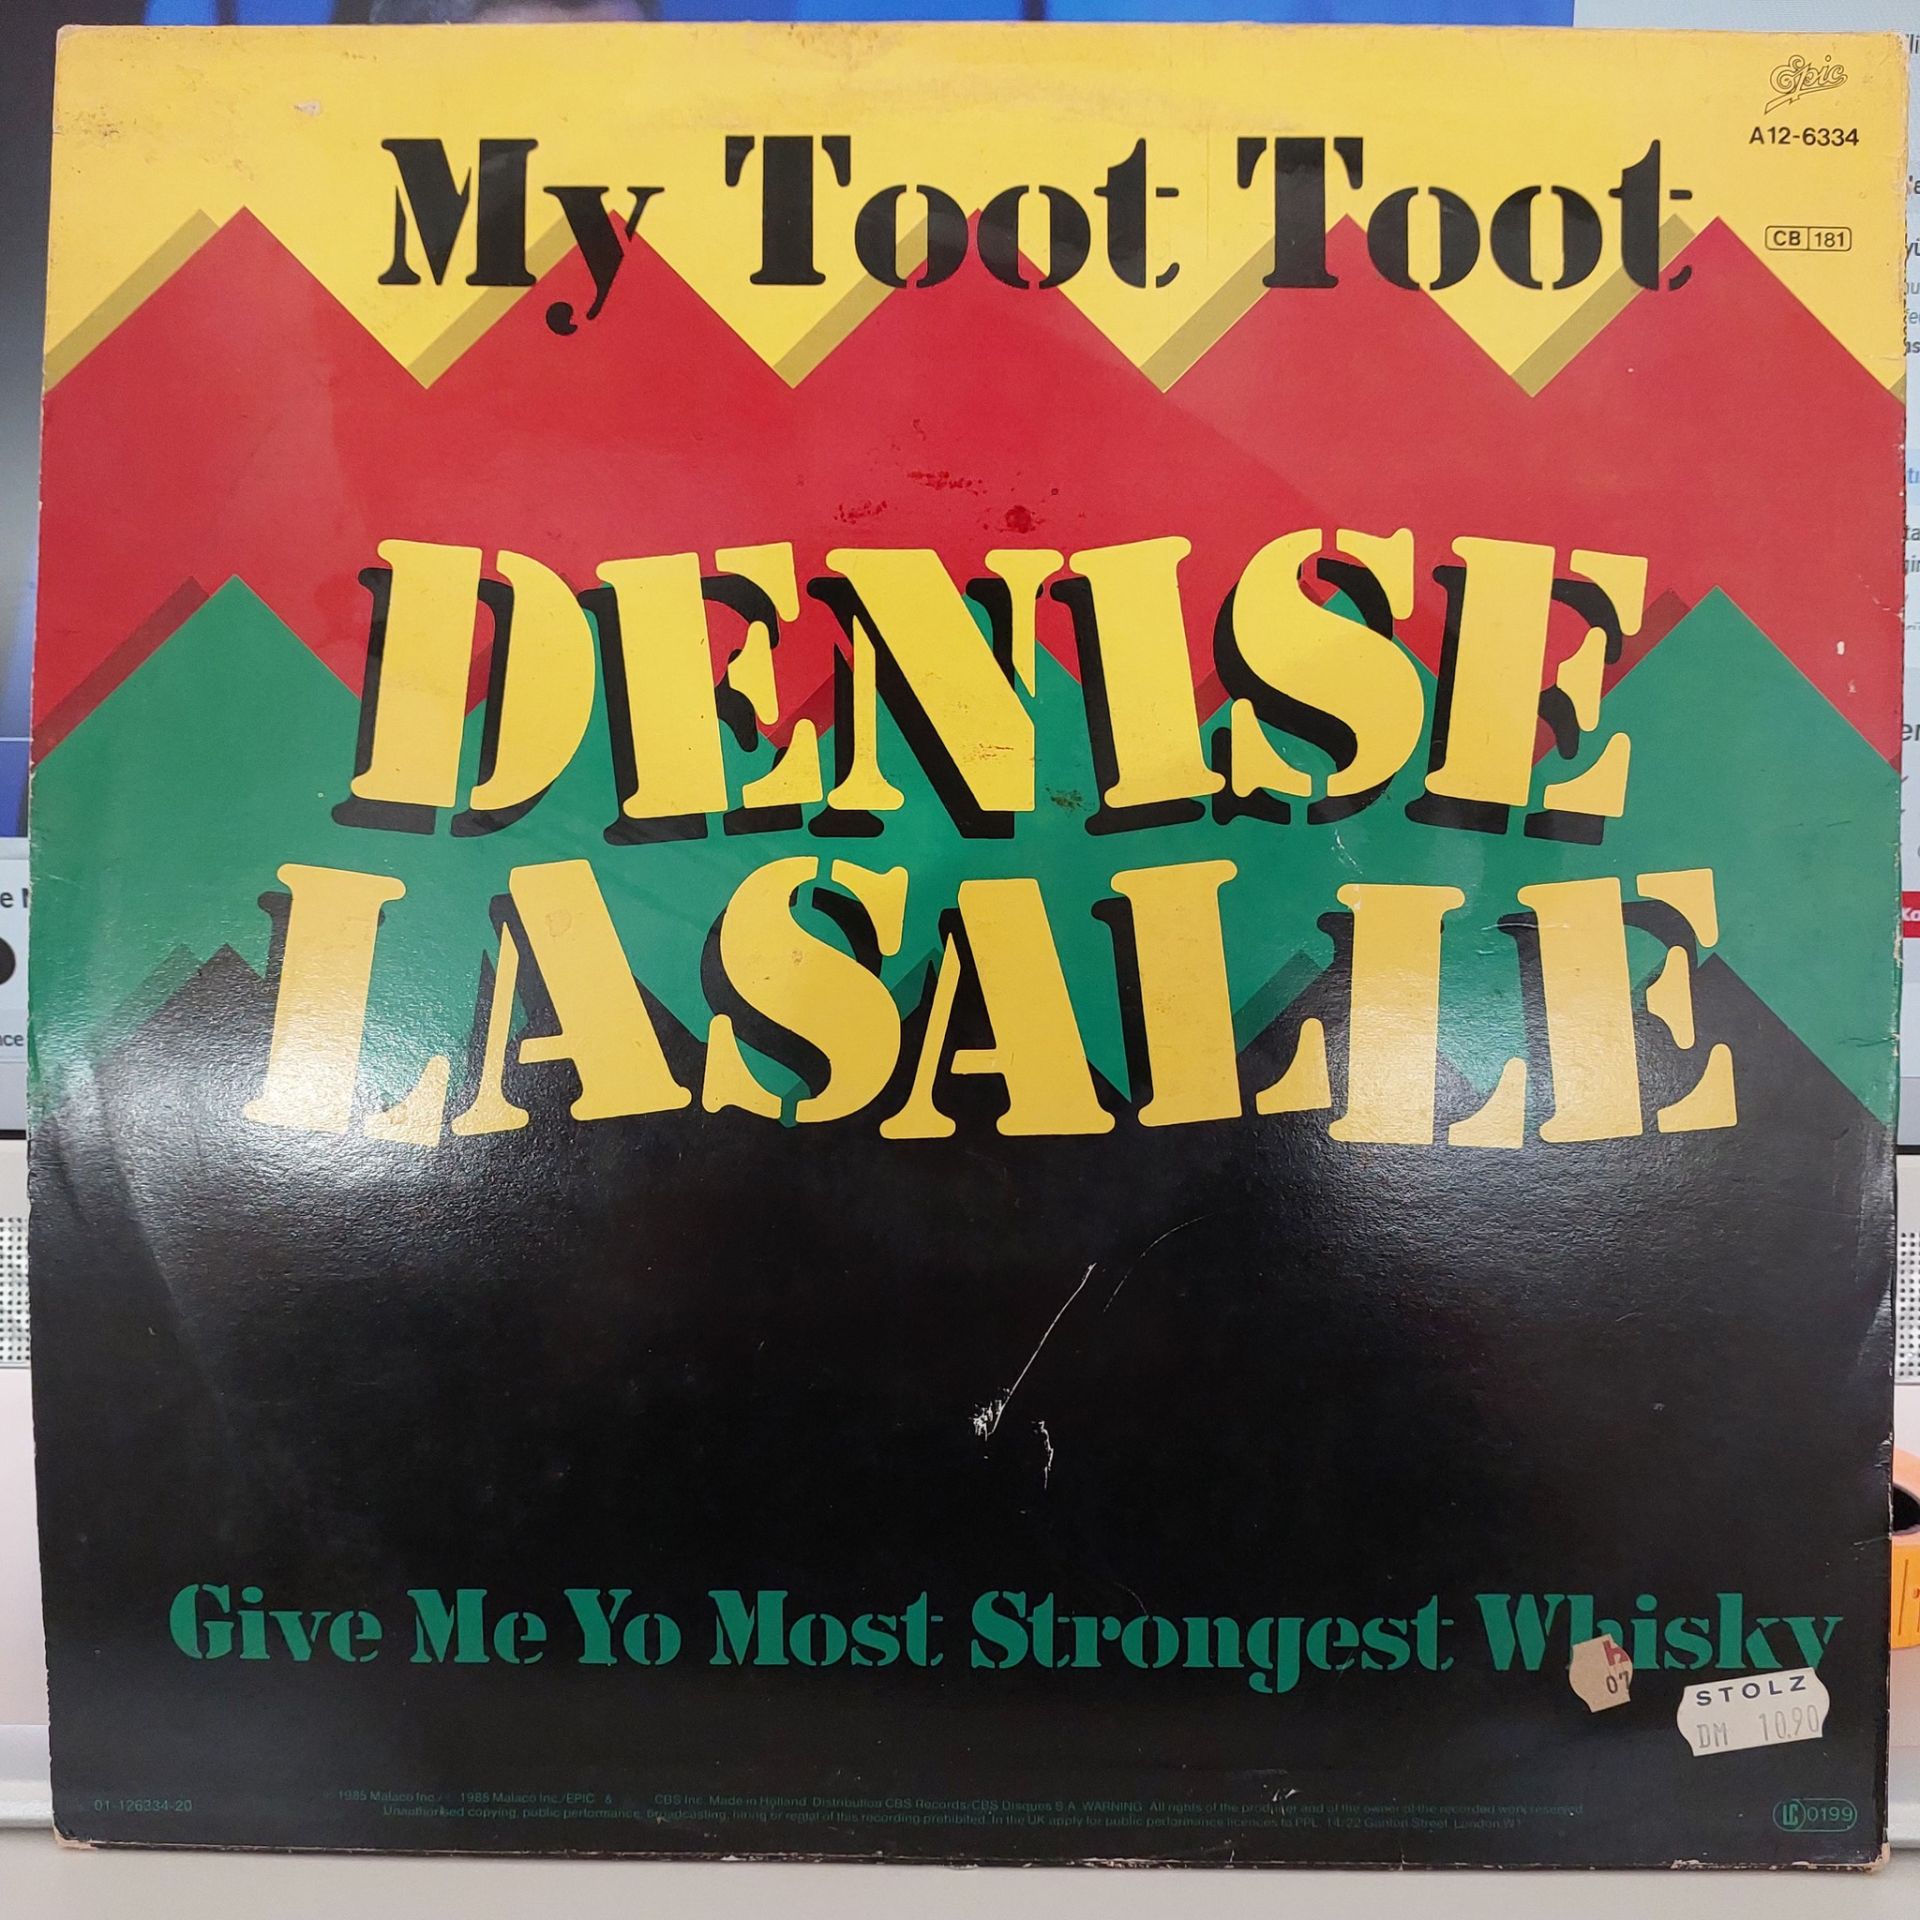 Epic
A12-6334
CB 181
My Toot Toot
DENISE
LASALLE
Give Me Yo Most Strongest Whisky
07
STOLZ
DM 10.90
01-126334-20
1985 Malaco Inc./ 1985 Malaco Inc./EPIC & CBS Inc. Made in Holland. Distribution CBS Records/CBS Disques S.A. WARNING: All rights of the producer and of the owner of the recorded work reserved.
Unauthorised copying, public performance, broadcasting, hiring or rental of this recording prohibited. In the UK apply for public performance licences to PPL, 14/22 Ganton Street, London W1
LC 0199